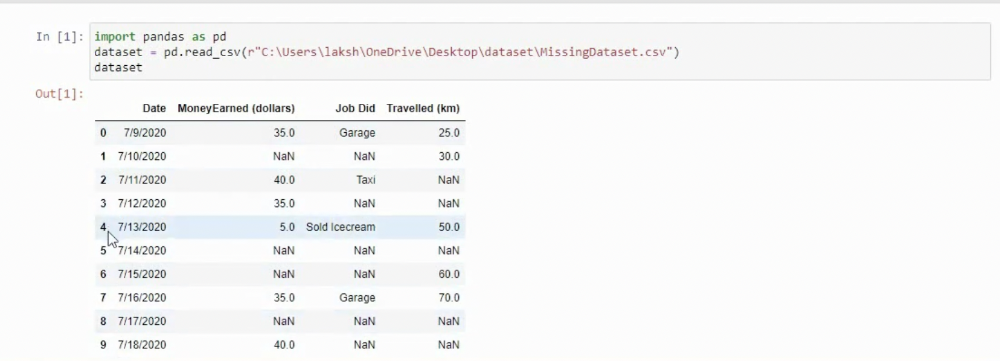 In [1]: import pandas as pd
dataset = pd.read_csv(r"C:\Users\laksh\OneDrive\Desktop\dataset\MissingDataset.csv")
dataset
Out[1]:
Date MoneyEarned (dollars) Job Did Travelled (km)
0 7/9/2020 35.0 Garage 25.0
1 7/10/2020 NaN NaN 30.0
2 7/11/2020 40.0 Taxi NaN
3 7/12/2020 35.0 NaN NaN
4 7/13/2020 5.0 Sold Icecream 50.0
5 7/14/2020 NaN NaN NaN
6 7/15/2020 NaN NaN 60.0
7 7/16/2020 35.0 Garage 70.0
8 7/17/2020 NaN NaN NaN
9 7/18/2020 40.0 NaN NaN